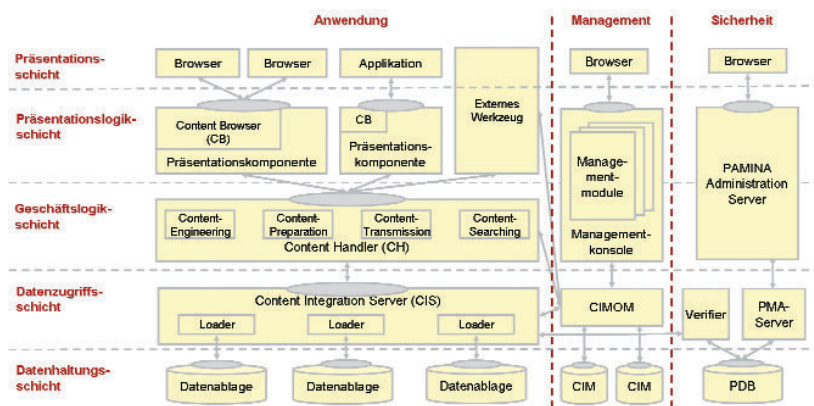 Anwendung
Management
Sicherheit
Präsentations-
schicht
Browser
Browser
Applikation
Externes
Werkzeug
Browser
Browser
Präsentationslogik-
schicht
Content Browser
(CB)
Präsentationskomponente
CB
Präsentations-
komponente
Manage-
ment-
module
Management-
konsole
PAMINA
Administration
Server
Geschäftslogik-
schicht
Content-
Engineering
Content-
Preparation
Content-
Transmission
Content-
Searching
Content Handler (CH)
Datenzugriffs-
schicht
Content Integration Server (CIS)
Loader
Loader
Loader
CIMOM
Verifier
PMA-
Server
Datenhaltungs-
schicht
Datenablage
Datenablage
Datenablage
CIM
CIM
PDB